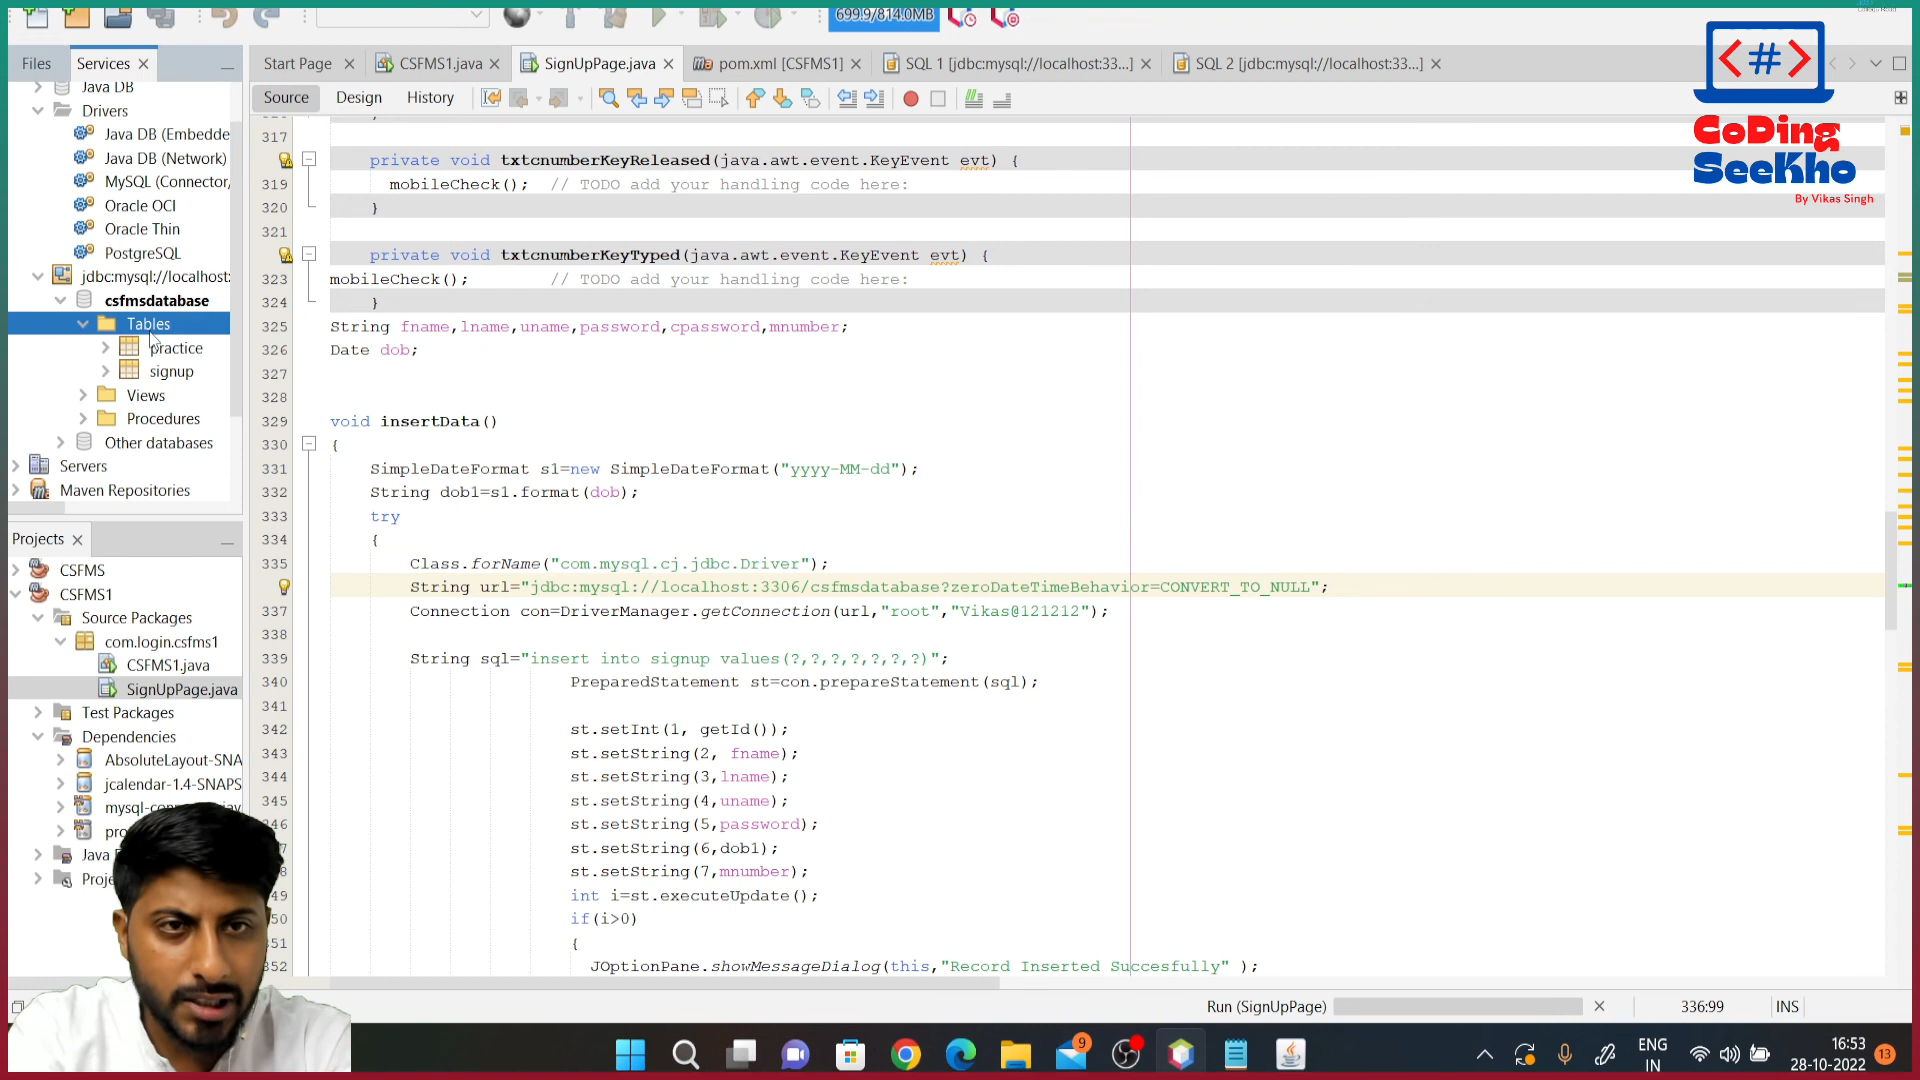 699.9/814.0MB
Files
Services
Start Page
CSFMS1.java
SignUpPage.java
pom.xml [CSFMS1]
SQL 1 [jdbc:mysql://localhost:33...]
SQL 2 [jdbc:mysql://localhost:33...]
Source
Design
History
<#>
CoDing
SeeKho
By Vikas Singh
Java DB
Drivers
Java DB (Embedde
Java DB (Network)
MySQL (Connector,
Oracle OCI
Oracle Thin
PostgreSQL
jdbc:mysql://localhost:
csfmsdatabase
Tables
practice
signup
Views
Procedures
Other databases
Servers
Maven Repositories
Projects
CSFMS
CSFMS1
Source Packages
com.login.csfms1
CSFMS1.java
SignUpPage.java
Test Packages
Dependencies
AbsoluteLayout-SNA
jcalendar-1.4-SNAPS
Java
317
private void txtcnumberKeyReleased(java.awt.event.KeyEvent evt) {
319 mobileCheck(); // TODO add your handling code here:
320 }
321
private void txtcnumberKeyTyped(java.awt.event.KeyEvent evt) {
323 mobileCheck(); // TODO add your handling code here:
324 }
325 String fname,lname,uname,password,cpassword,mnumber;
326 Date dob;
327
328
329 void insertData()
330 {
331 SimpleDateFormat s1=new SimpleDateFormat("yyyy-MM-dd");
332 String dob1=s1.format(dob);
333 try
334 {
335 Class.forName("com.mysql.cj.jdbc.Driver");
String url="jdbc:mysql://localhost:3306/csfmsdatabase?zeroDateTimeBehavior=CONVERT_TO_NULL";
337 Connection con=DriverManager.getConnection(url,"root","Vikas@121212");
338
339 String sql="insert into signup values(?,?,?,?,?,?,?)";
340 PreparedStatement st=con.prepareStatement(sql);
341
342 st.setInt(1, getId());
343 st.setString(2, fname);
344 st.setString(3,lname);
345 st.setString(4,uname);
346 st.setString(5,password);
st.setString(6,dob1);
st.setString(7,mnumber);
49 int i=st.executeUpdate();
50 if(i>0)
351 {
352 JOptionPane.showMessageDialog(this,"Record Inserted Succesfully" );
Run (SignUpPage)
336:99
INS
9
ENG
IN
16:53
28-10-2022
13